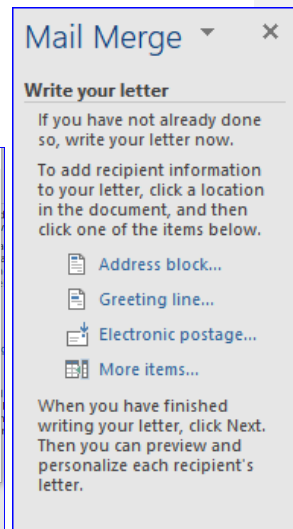 Mail Merge
Write your letter
If you have not already done
so, write your letter now.
To add recipient information
to your letter, click a location
in the document, and then
click one of the items below.
Address block...
Greeting line...
Electronic postage...
More items...
When you have finished
writing your letter, click Next.
Then you can preview and
personalize each recipient's
letter.